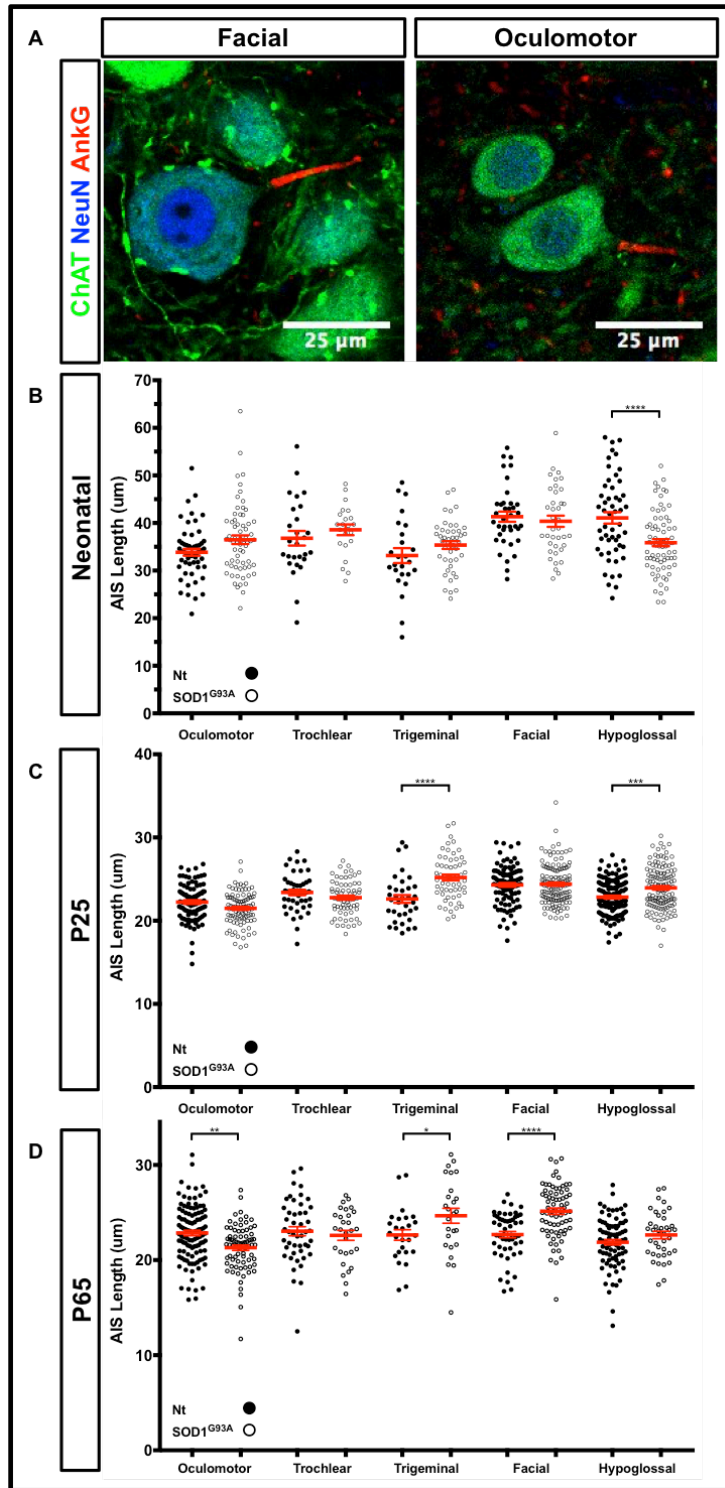 A
Facial
Oculomotor
ChAT NeuN AnkG
25 µm
25 µm
B
Neonatal
AIS Length (um)
70
60
50
40
30
20
10
0
****
Nt
SOD1G93A
Oculomotor Trochlear Trigeminal Facial Hypoglossal
C
P25
AIS Length (um)
40
30
20
10
0
****
***
Nt
SOD1G93A
Oculomotor Trochlear Trigeminal Facial Hypoglossal
D
P65
AIS Length (um)
30
20
10
0
**
*
****
Nt
SOD1G93A
Oculomotor Trochlear Trigeminal Facial Hypoglossal